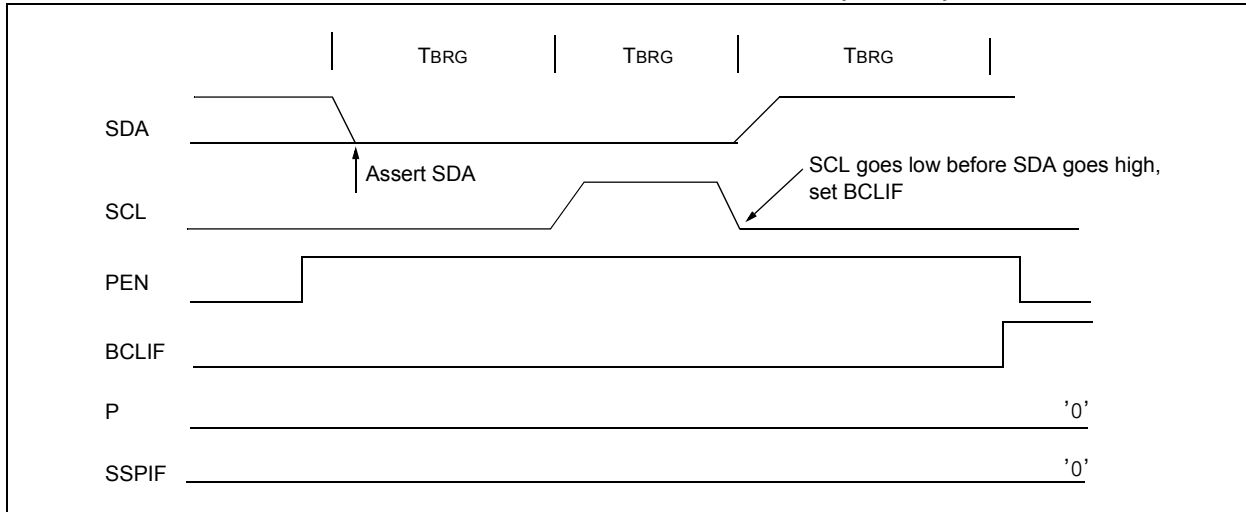 TBRG TBRG TBRG
SDA
Assert SDA
SCL goes low before SDA goes high,
set BCLIF
SCL
PEN
BCLIF
P '0'
SSPIF '0'